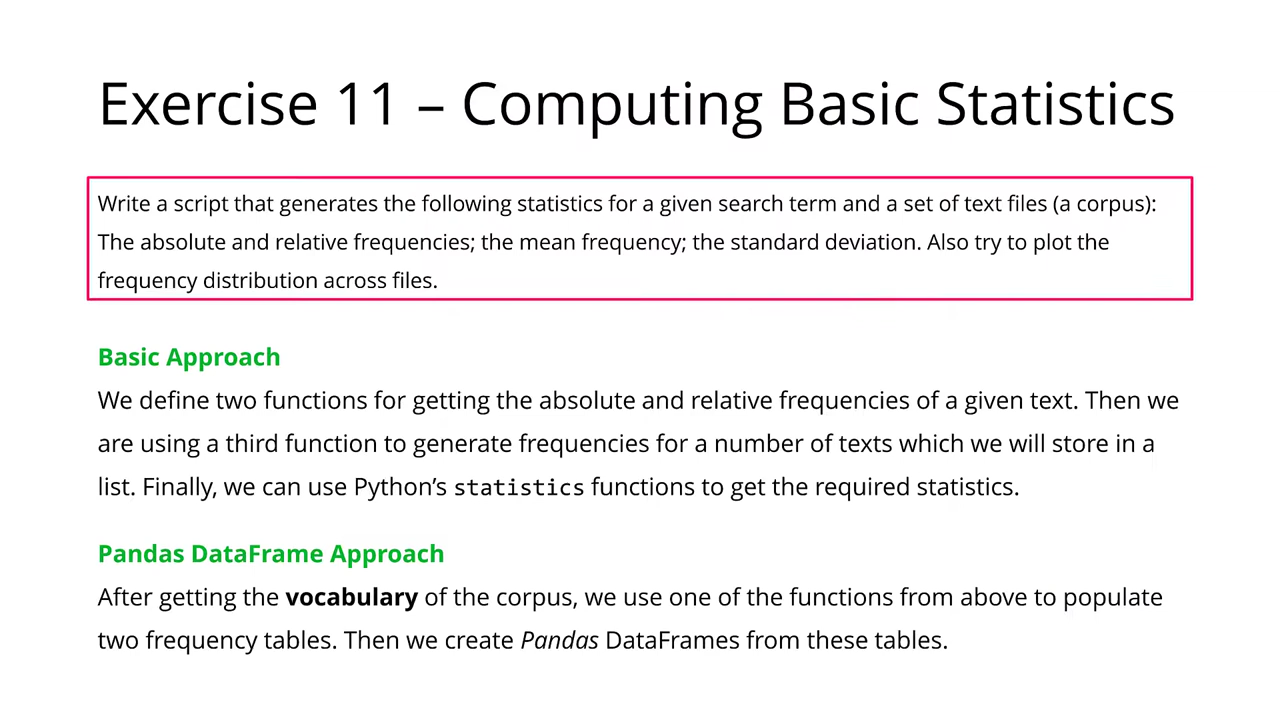 Exercise 11 – Computing Basic Statistics
Write a script that generates the following statistics for a given search term and a set of text files (a corpus):
The absolute and relative frequencies; the mean frequency; the standard deviation. Also try to plot the
frequency distribution across files.
Basic Approach
We define two functions for getting the absolute and relative frequencies of a given text. Then we
are using a third function to generate frequencies for a number of texts which we will store in a
list. Finally, we can use Python’s statistics functions to get the required statistics.
Pandas DataFrame Approach
After getting the vocabulary of the corpus, we use one of the functions from above to populate
two frequency tables. Then we create Pandas DataFrames from these tables.